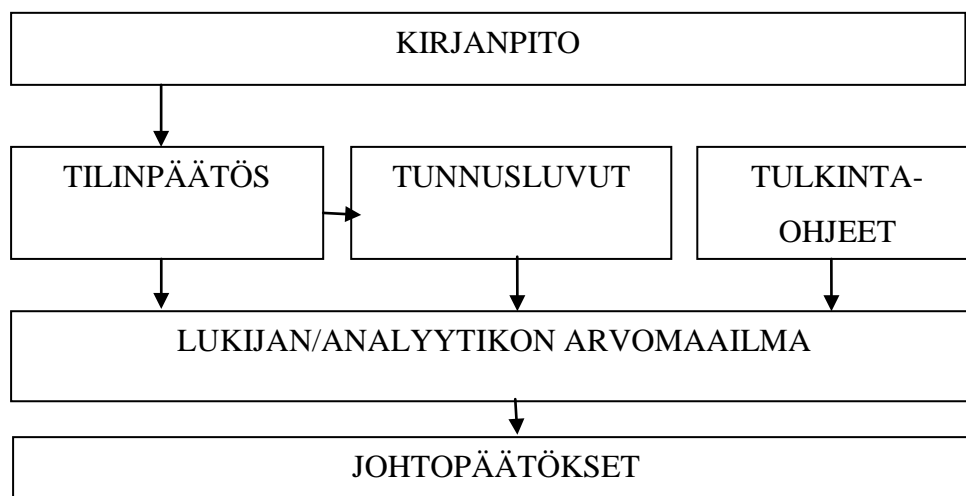 KIRJANPITO
TILINPÄÄTÖS
TUNNUSLUVUT
TULKINTA-
OHJEET
LUKIJAN/ANALYYTIKON ARVOMAAILMA
JOHTOPÄÄTÖKSET